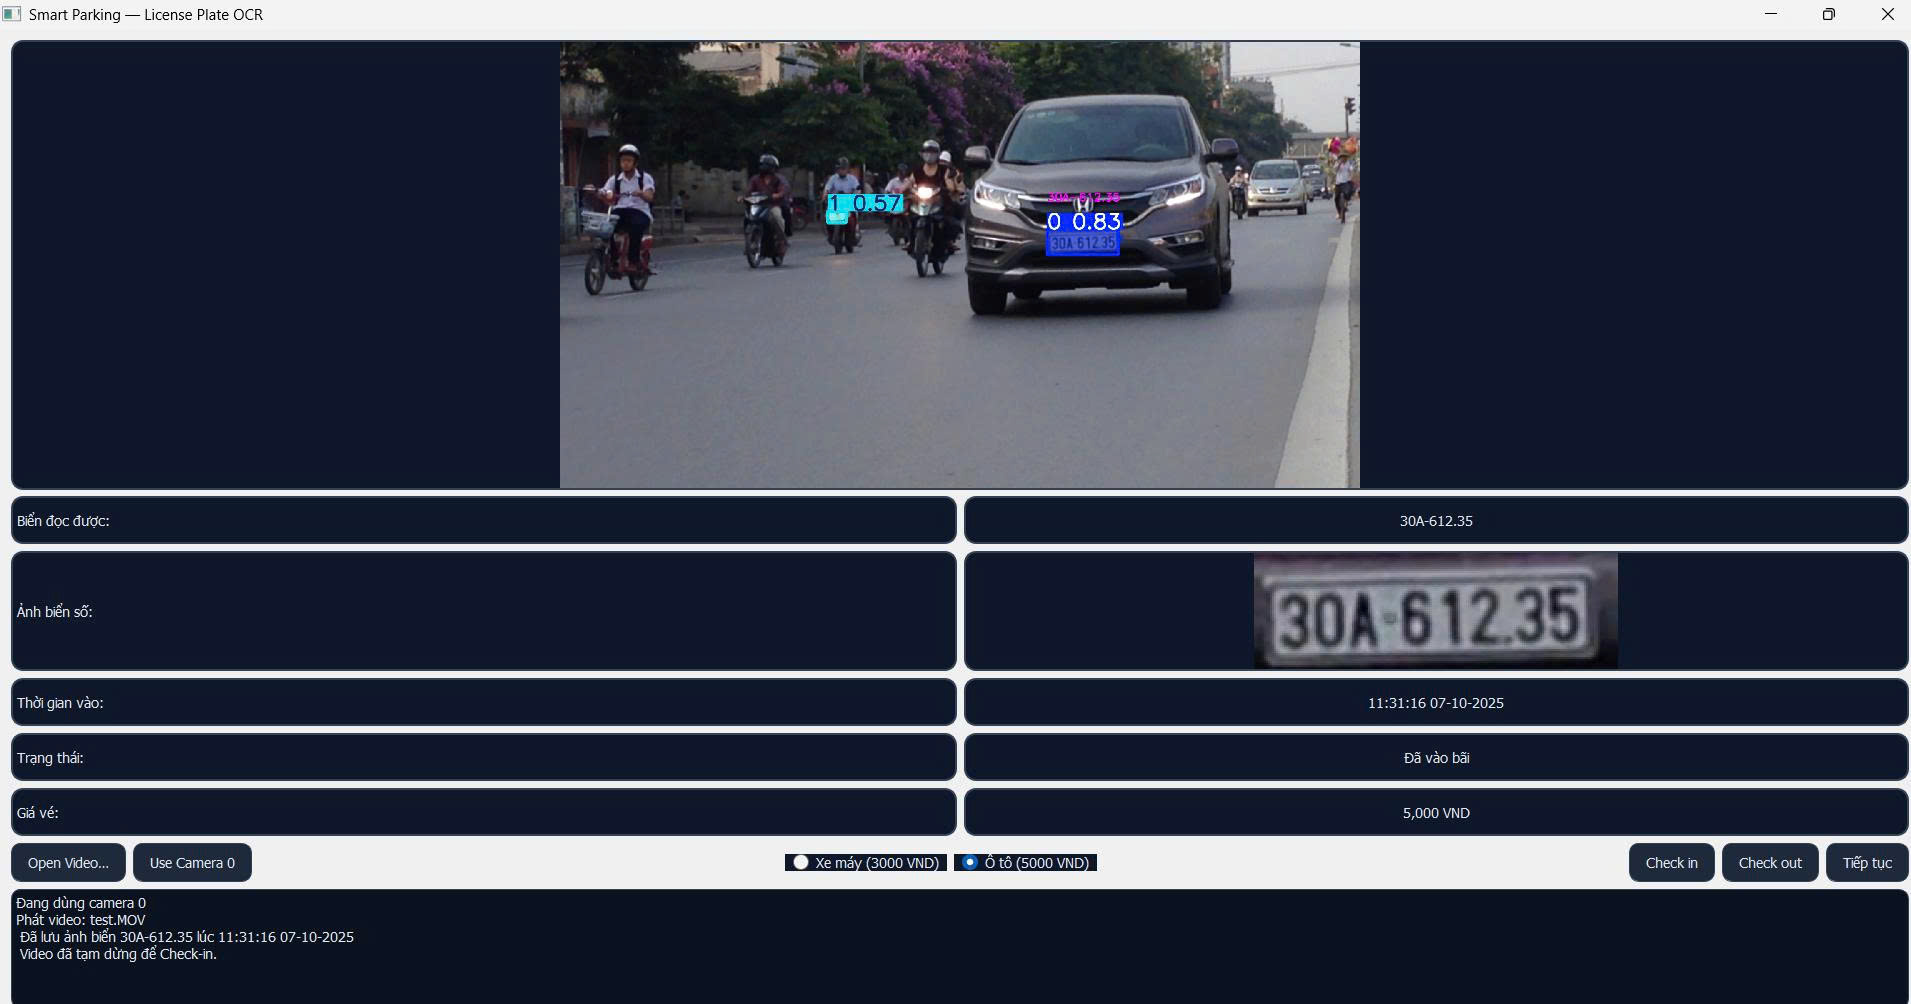 Smart Parking — License Plate OCR
1 0.57
30A-612.35
0 0.83
30A-612.35
Biển đọc được:
30A-612.35
Ảnh biển số:
30A-612.35
Thời gian vào:
11:31:16 07-10-2025
Trạng thái:
Đã vào bãi
Giá vé:
5,000 VND
Open Video...
Use Camera 0
Xe máy (3000 VND)
Ô tô (5000 VND)
Check in
Check out
Tiếp tục
Đang dùng camera 0
Phát video: test.MOV
Đã lưu ảnh biển 30A-612.35 lúc 11:31:16 07-10-2025
Video đã tạm dừng để Check-in.